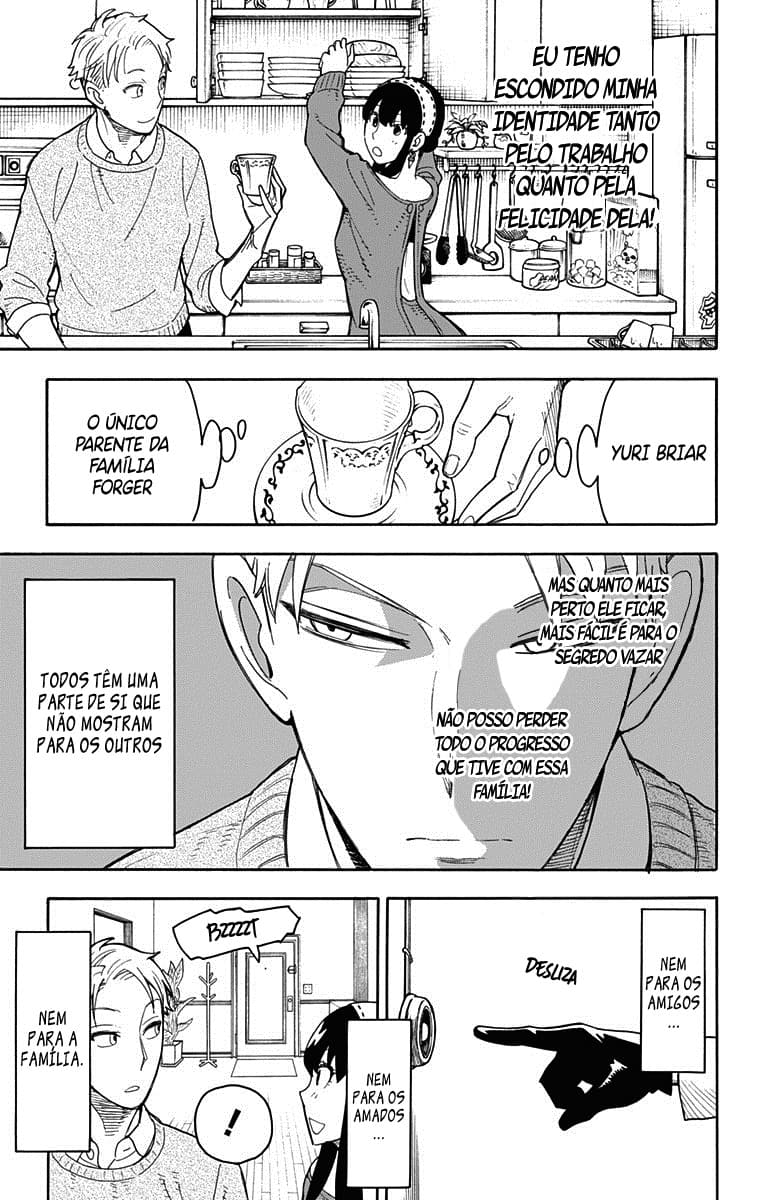 EU TENHO
ESCONDIDO MINHA
IDENTIDADE TANTO
PELO TRABALHO
QUANTO PELA
FELICIDADE DELA!
YURI BRIAR
O ÚNICO
PARENTE DA
FAMÍLIA
FORGER
MAS QUANTO MAIS
PERTO ELE FICAR,
MAIS FÁCIL É PARA O
SEGREDO VAZAR
NÃO POSSO PERDER
TODO O PROGRESSO
QUE TIVE COM ESSA
FAMÍLIA!
TODOS TÊM UMA
PARTE DE SI QUE
NÃO MOSTRAM
PARA OS OUTROS
NEM
PARA OS
AMIGOS
...
DESLIZA
NEM
PARA OS
AMADOS
...
BZZZZT
!
NEM
PARA A
FAMÍLIA.